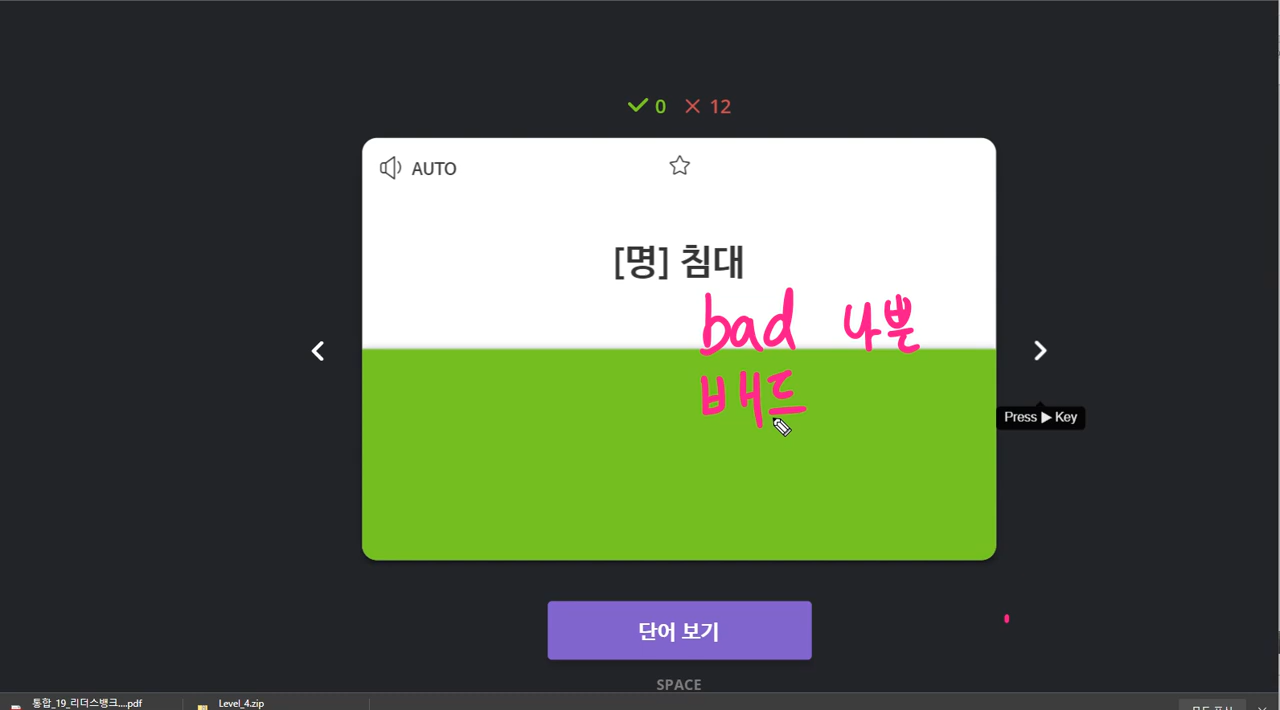 0 12
AUTO
[명] 침대
bad 나쁜
배드
Press ▶ Key
단어 보기
SPACE
통합_19_리더스뱅크....pdf Level_4.zip